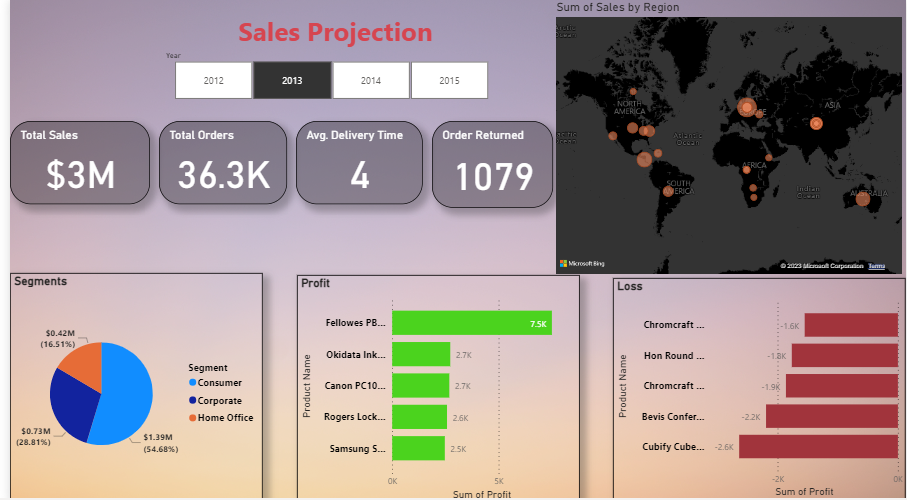 Sales Projection
Year
2012
2013
2014
2015
Total Sales
$3M
Total Orders
36.3K
Avg. Delivery Time
4
Order Returned
1079
Sum of Sales by Region
Ocean
NORTH
AMERICA
ASIA
Atlantic
Ocean
AFRICA
SOUTH
AMERICA
Indian
Ocean
AUSTRALIA
Microsoft Bing
© 2023 Microsoft Corporation Terms
Segments
$0.42M
(16.51%)
$0.73M
(28.81%)
$1.39M
(54.68%)
Segment
Consumer
Corporate
Home Office
Profit
Product Name
Fellowes PB...
7.5K
Okidata Ink...
2.7K
Canon PC10...
2.7K
Rogers Lock...
2.6K
Samsung S...
2.5K
0K
5K
Sum of Profit
Loss
Product Name
Chromcraft ...
-1.6K
Hon Round ...
-1.8K
Chromcraft ...
-1.9K
Bevis Confer...
-2.2K
Cubify Cube...
-2.6K
-2K
0K
Sum of Profit